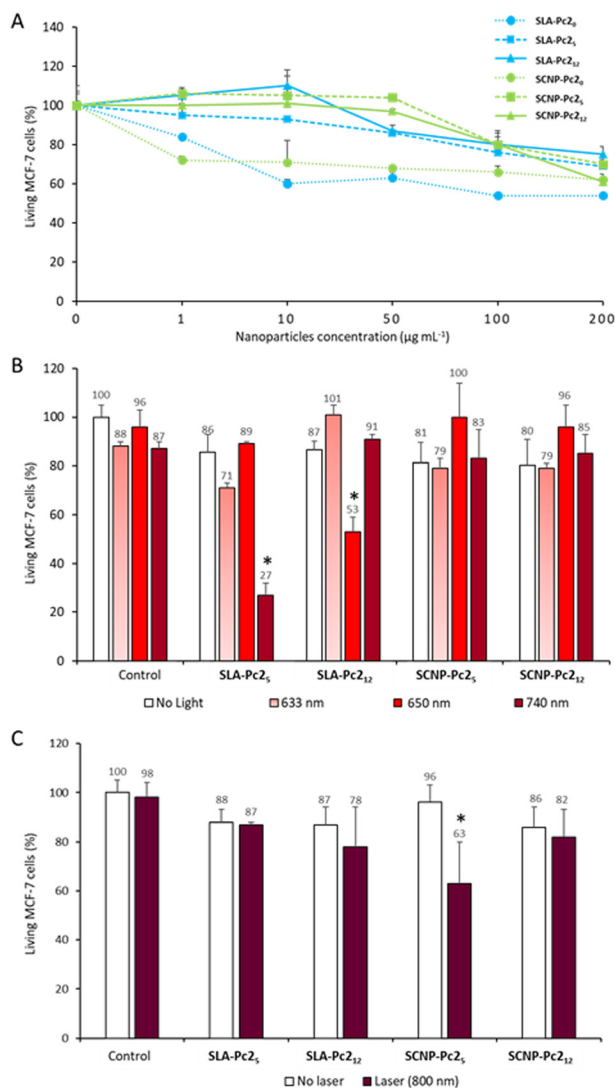 A
140
120
100
80
60
40
20
0
Living MCF-7 cells (%)
SLA-Pc2₀
SLA-Pc2₅
SLA-Pc2₁₂
SCNP-Pc2₀
SCNP-Pc2₅
SCNP-Pc2₁₂
0 1 10 50 100 200
Nanoparticles concentration (µg mL⁻¹)
B
120
100
80
60
40
20
0
Living MCF-7 cells (%)
100 88 96 87
86 71 89 * 27
87 101 * 53 91
81 79 100 83
80 79 96 85
Control SLA-Pc2₅ SLA-Pc2₁₂ SCNP-Pc2₅ SCNP-Pc2₁₂
No Light 633 nm 650 nm 740 nm
C
120
100
80
60
40
20
0
Living MCF-7 cells (%)
100 98
88 87
87 78
96 * 63
86 82
Control SLA-Pc2₅ SLA-Pc2₁₂ SCNP-Pc2₅ SCNP-Pc2₁₂
No laser Laser (800 nm)